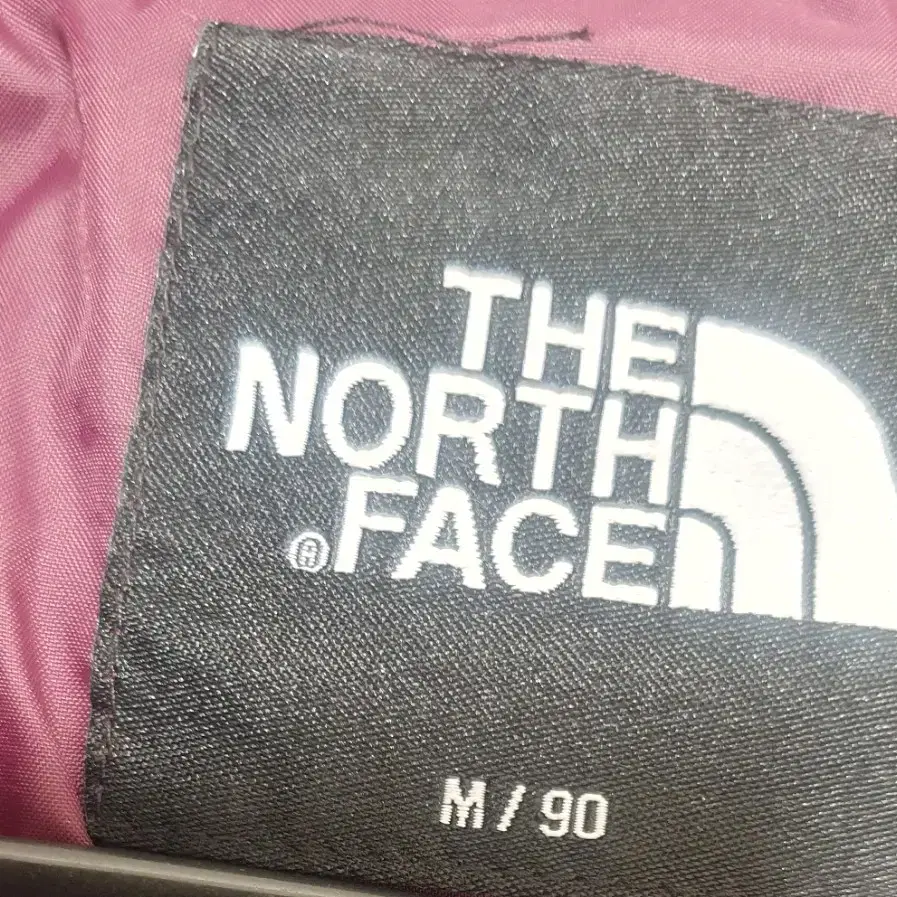 THE
NORTH
®FACE
M / 90